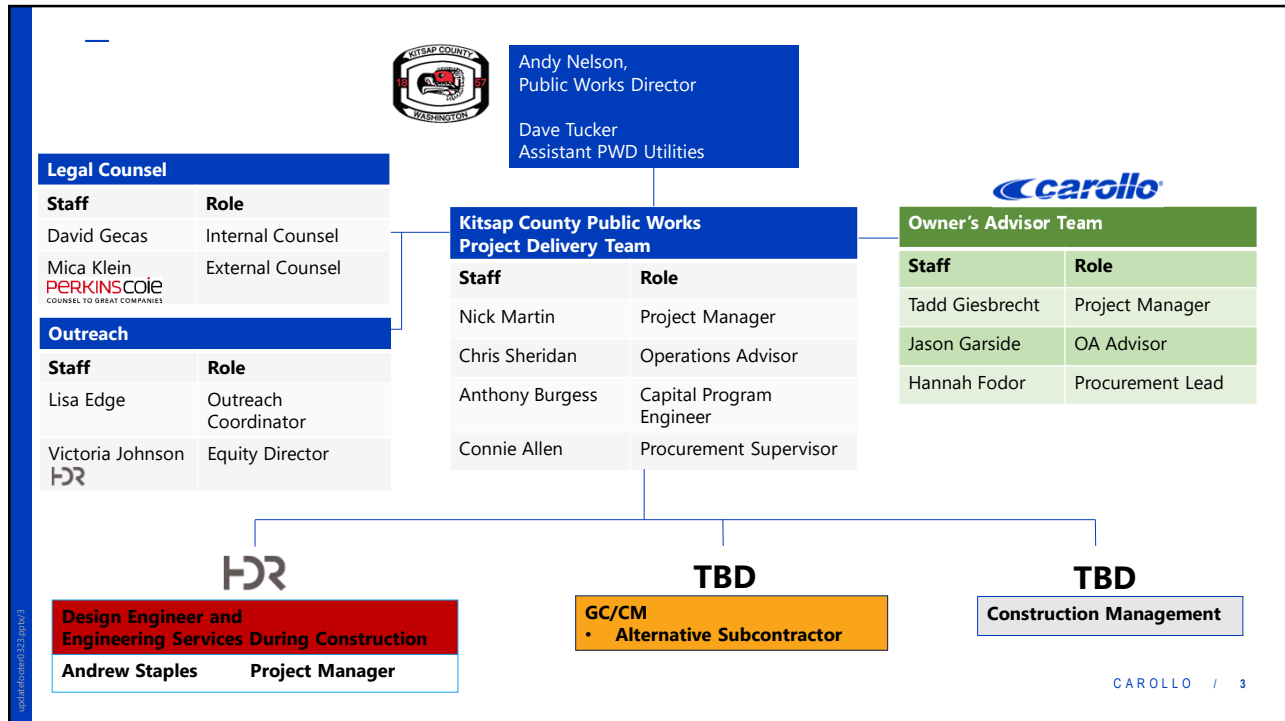 KITSAP COUNTY
18 57
WASHINGTON
Andy Nelson,
Public Works Director
Dave Tucker
Assistant PWD Utilities
Legal Counsel
Staff Role
David Gecas Internal Counsel
Mica Klein External Counsel
PERKINSCOIE
COUNSEL TO GREAT COMPANIES
Outreach
Staff Role
Lisa Edge Outreach
Coordinator
Victoria Johnson Equity Director
HDR
Kitsap County Public Works
Project Delivery Team
Staff Role
Nick Martin Project Manager
Chris Sheridan Operations Advisor
Anthony Burgess Capital Program
Engineer
Connie Allen Procurement Supervisor
carollo
Owner's Advisor Team
Staff Role
Tadd Giesbrecht Project Manager
Jason Garside OA Advisor
Hannah Fodor Procurement Lead
HDR
Design Engineer and
Engineering Services During Construction
Andrew Staples Project Manager
TBD
GC/CM
• Alternative Subcontractor
TBD
Construction Management
CAROLLO / 3
updatefooter0323.pptx/3